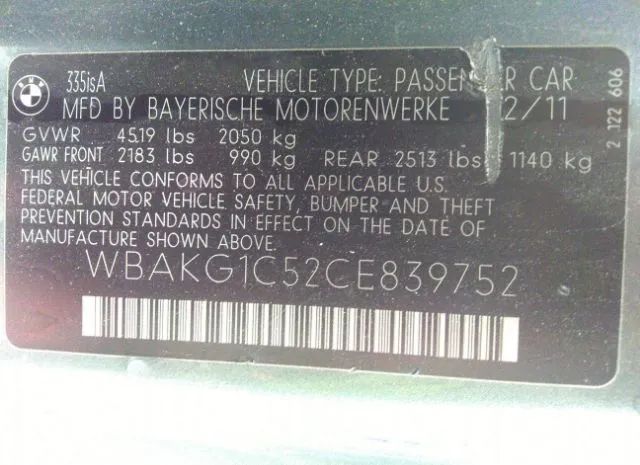 BMW
335isA VEHICLE TYPE: PASSENGER CAR
MFD BY BAYERISCHE MOTORENWERKE 2/11
GVWR 4519 lbs 2050 kg
GAWR FRONT 2183 lbs 990 kg REAR 2513 lbs 1140 kg
THIS VEHICLE CONFORMS TO ALL APPLICABLE U.S.
FEDERAL MOTOR VEHICLE SAFETY, BUMPER AND THEFT
PREVENTION STANDARDS IN EFFECT ON THE DATE OF
MANUFACTURE SHOWN ABOVE
WBAKG1C52CE839752
2 122 606